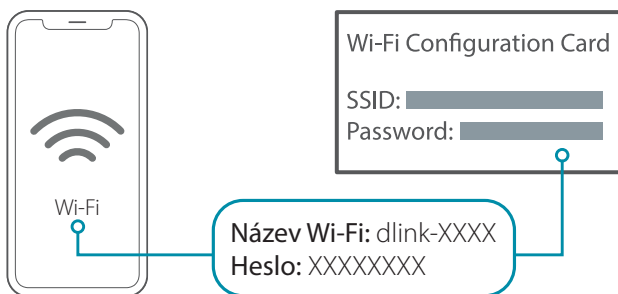 Wi-Fi
Wi-Fi Configuration Card
SSID:
Password:
Název Wi-Fi: dlink-XXXX
Heslo: XXXXXXXX